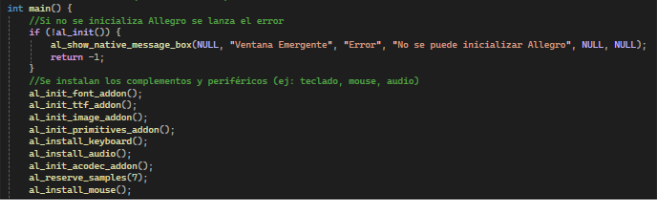 int main() {
//Si no se inicializa Allegro se lanza el error
if (!al_init()) {
al_show_native_message_box(NULL, "Ventana Emergente", "Error", "No se puede inicializar Allegro", NULL, NULL);
return -1;
}
//Se instalan los complementos y periféricos (ej: teclado, mouse, audio)
al_init_font_addon();
al_init_ttf_addon();
al_init_image_addon();
al_init_primitives_addon();
al_install_keyboard();
al_install_audio();
al_init_acodec_addon();
al_reserve_samples(7);
al_install_mouse();